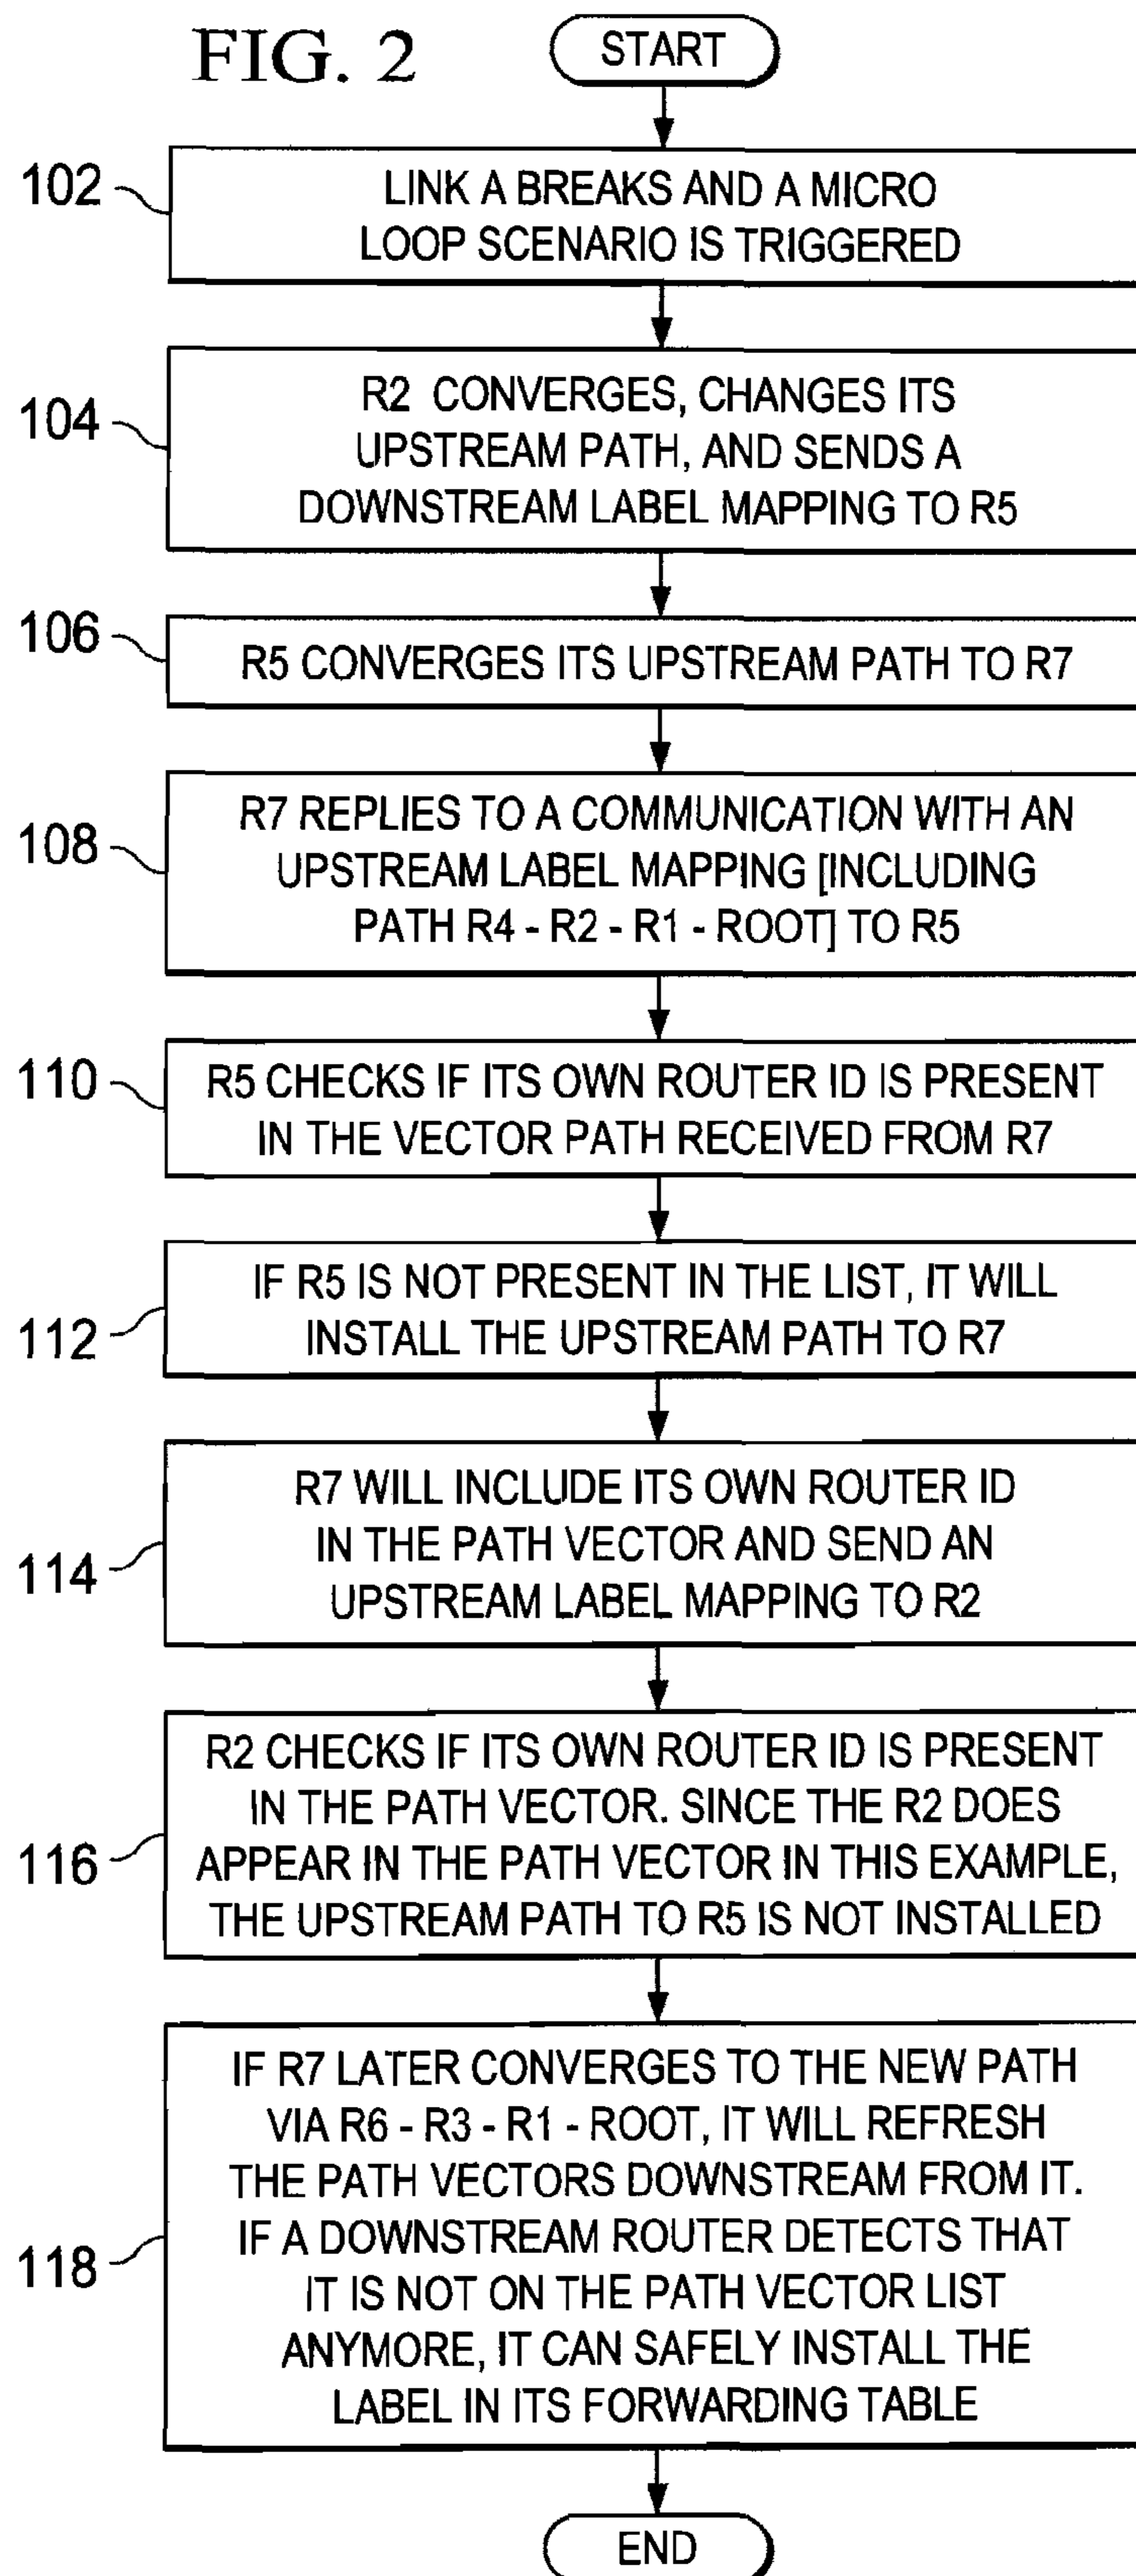 FIG. 2
START
102
LINK A BREAKS AND A MICRO
LOOP SCENARIO IS TRIGGERED
104
R2 CONVERGES, CHANGES ITS
UPSTREAM PATH, AND SENDS A
DOWNSTREAM LABEL MAPPING TO R5
106
R5 CONVERGES ITS UPSTREAM PATH TO R7
108
R7 REPLIES TO A COMMUNICATION WITH AN
UPSTREAM LABEL MAPPING [INCLUDING
PATH R4 - R2 - R1 - ROOT] TO R5
110
R5 CHECKS IF ITS OWN ROUTER ID IS PRESENT
IN THE VECTOR PATH RECEIVED FROM R7
112
IF R5 IS NOT PRESENT IN THE LIST, IT WILL
INSTALL THE UPSTREAM PATH TO R7
114
R7 WILL INCLUDE ITS OWN ROUTER ID
IN THE PATH VECTOR AND SEND AN
UPSTREAM LABEL MAPPING TO R2
116
R2 CHECKS IF ITS OWN ROUTER ID IS PRESENT
IN THE PATH VECTOR. SINCE THE R2 DOES
APPEAR IN THE PATH VECTOR IN THIS EXAMPLE,
THE UPSTREAM PATH TO R5 IS NOT INSTALLED
118
IF R7 LATER CONVERGES TO THE NEW PATH
VIA R6 - R3 - R1 - ROOT, IT WILL REFRESH
THE PATH VECTORS DOWNSTREAM FROM IT.
IF A DOWNSTREAM ROUTER DETECTS THAT
IT IS NOT ON THE PATH VECTOR LIST
ANYMORE, IT CAN SAFELY INSTALL THE
LABEL IN ITS FORWARDING TABLE
END